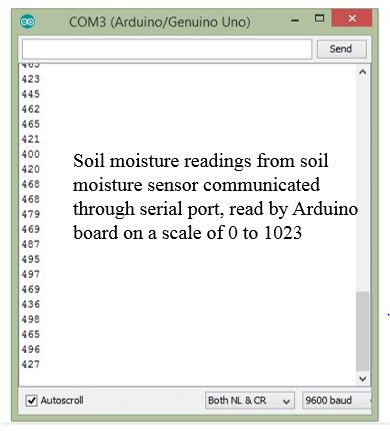 COM3 (Arduino/Genuino Uno)
Send
423
445
462
465
421
400
420
468
468
479
469
487
495
497
469
436
498
465
496
427
Soil moisture readings from soil
moisture sensor communicated
through serial port, read by Arduino
board on a scale of 0 to 1023
Autoscroll
Both NL & CR
9600 baud